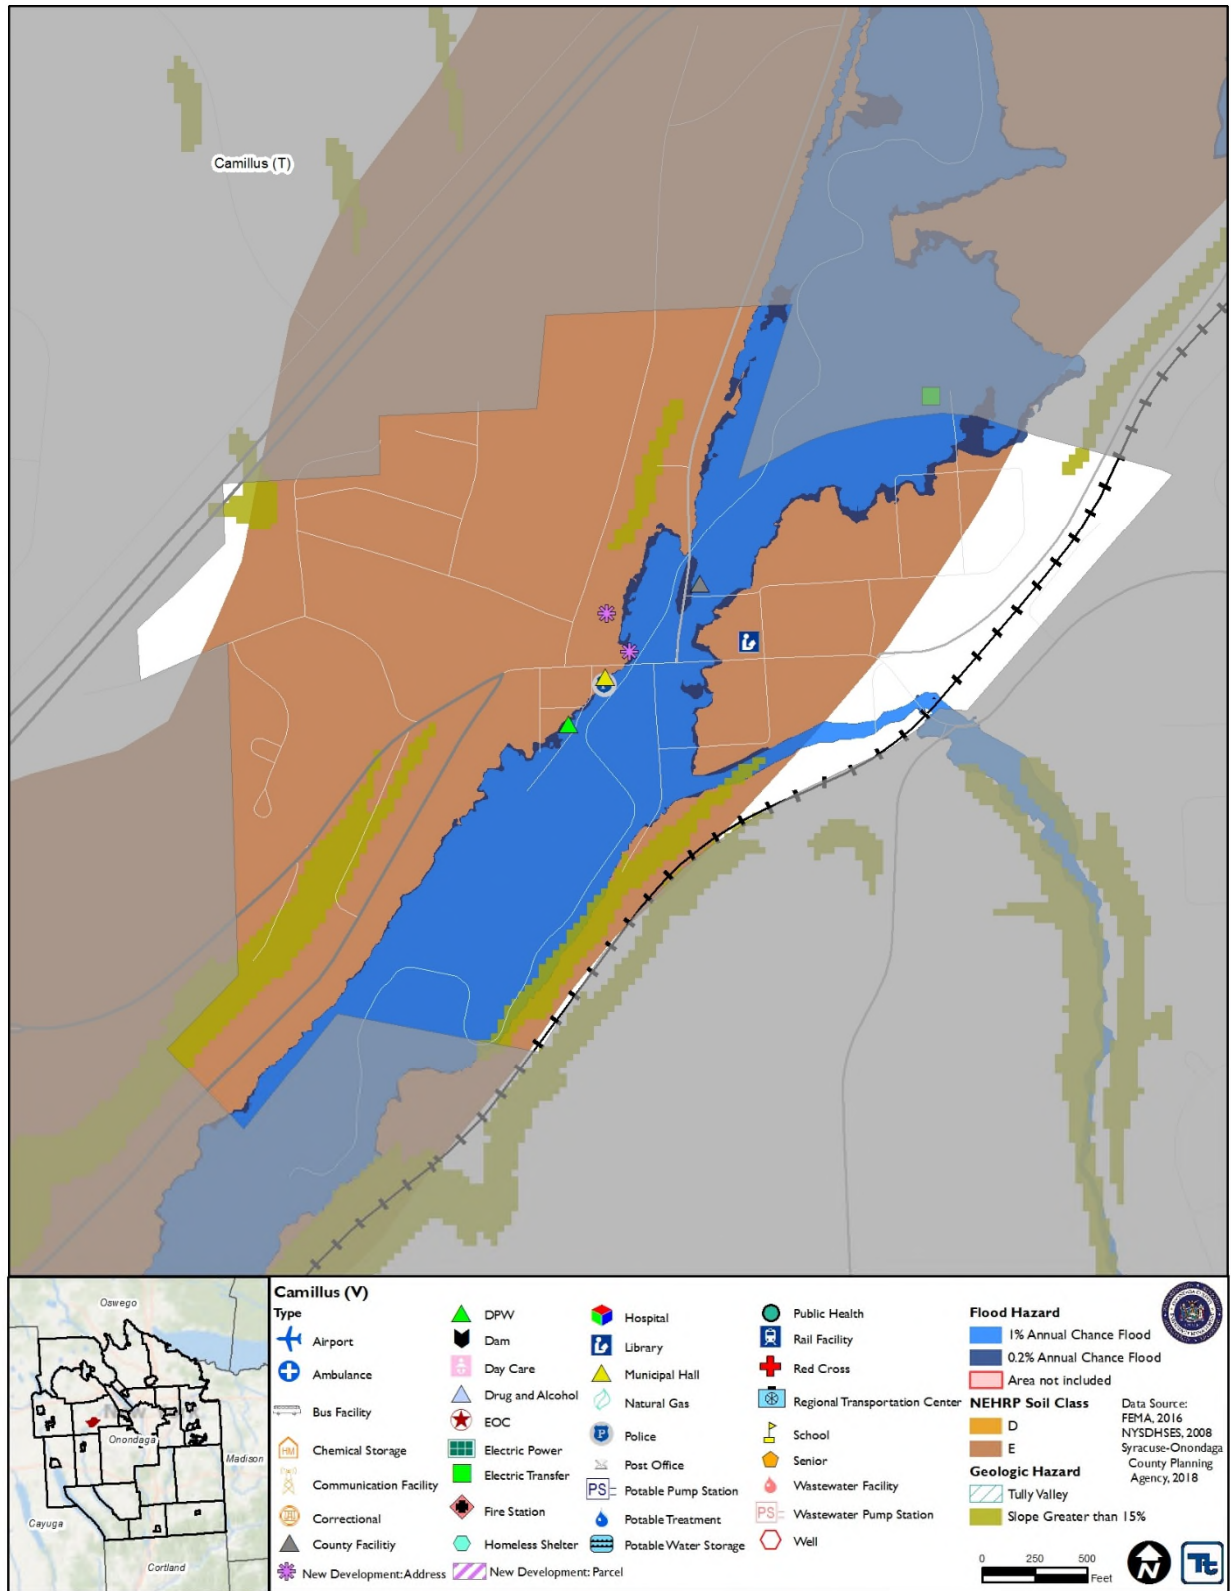 Camillus (T)
Oswego
Onondaga
Madison
Cayuga
Cortland
Camillus (V)
Type
Airport
Ambulance
Bus Facility
HM
Chemical Storage
Communication Facility
Correctional
County Facilitiy
New Development: Address
DPW
Dam
Day Care
Drug and Alcohol
EOC
Electric Power
Electric Transfer
Fire Station
Homeless Shelter
New Development: Parcel
Hospital
Library
Municipal Hall
Natural Gas
P
Police
Post Office
PS
Potable Pump Station
Potable Treatment
Potable Water Storage
Public Health
Rail Facility
Red Cross
Regional Transportation Center
School
Senior
Wastewater Facility
PS
Wastewater Pump Station
Well
Flood Hazard
1% Annual Chance Flood
0.2% Annual Chance Flood
Area not included
NEHRP Soil Class
D
E
Geologic Hazard
Tully Valley
Slope Greater than 15%
Data Source:
FEMA, 2016
NYSDHSES, 2008
Syracuse-Onondaga
County Planning
Agency, 2018
0 250 500
Feet
N
Tt